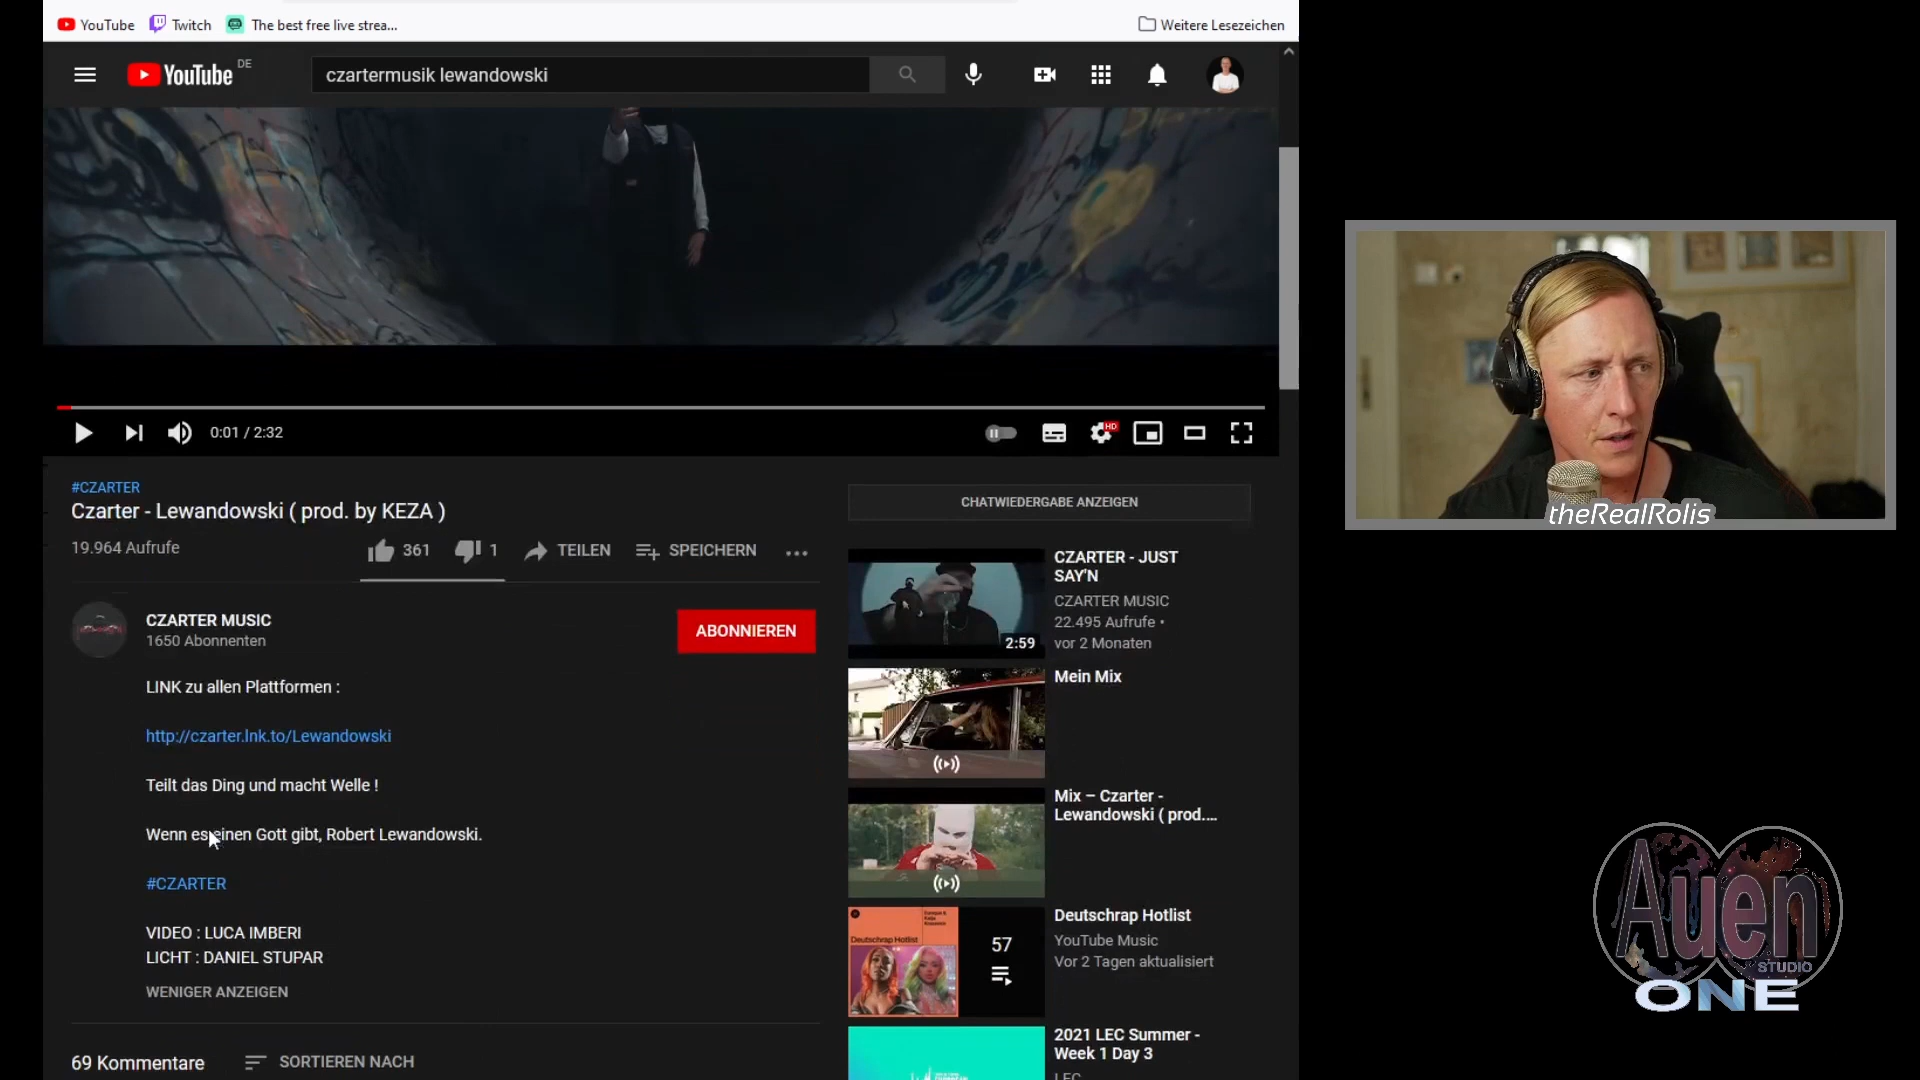 YouTube
Twitch
The best free live strea...
Weitere Lesezeichen
YouTube DE
czartermusik lewandowski
0:01 / 2:32
HD
#CZARTER
Czarter - Lewandowski ( prod. by KEZA )
19.964 Aufrufe
361
1
TEILEN
SPEICHERN
CZARTER MUSIC
1650 Abonnenten
ABONNIEREN
LINK zu allen Plattformen :
http://czarter.lnk.to/Lewandowski
Teilt das Ding und macht Welle !
Wenn es einen Gott gibt, Robert Lewandowski.
#CZARTER
VIDEO : LUCA IMBERI
LICHT : DANIEL STUPAR
WENIGER ANZEIGEN
69 Kommentare
SORTIEREN NACH
CHATWIEDERGABE ANZEIGEN
CZARTER - JUST
SAY'N
CZARTER MUSIC
22.495 Aufrufe •
vor 2 Monaten
2:59
Mein Mix
Mix – Czarter -
Lewandowski ( prod....
Deutschrap Hotlist
YouTube Music
Vor 2 Tagen aktualisiert
Deutschrap Hotlist
57
2021 LEC Summer -
Week 1 Day 3
LEC
theRealRolis
Auen
STUDIO
ONE